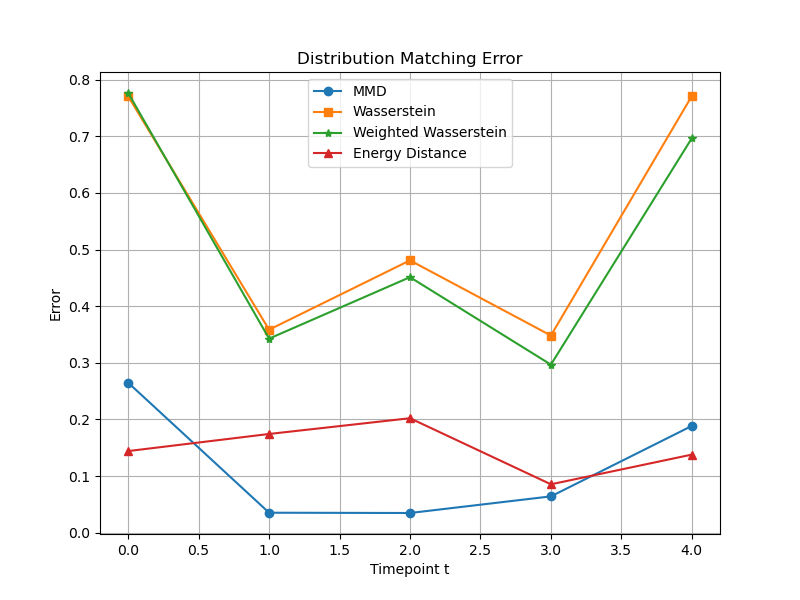 Distribution Matching Error
MMD
Wasserstein
Weighted Wasserstein
Energy Distance
0.8
0.7
0.6
0.5
0.4
0.3
0.2
0.1
0.0
Error
0.0 0.5 1.0 1.5 2.0 2.5 3.0 3.5 4.0
Timepoint t